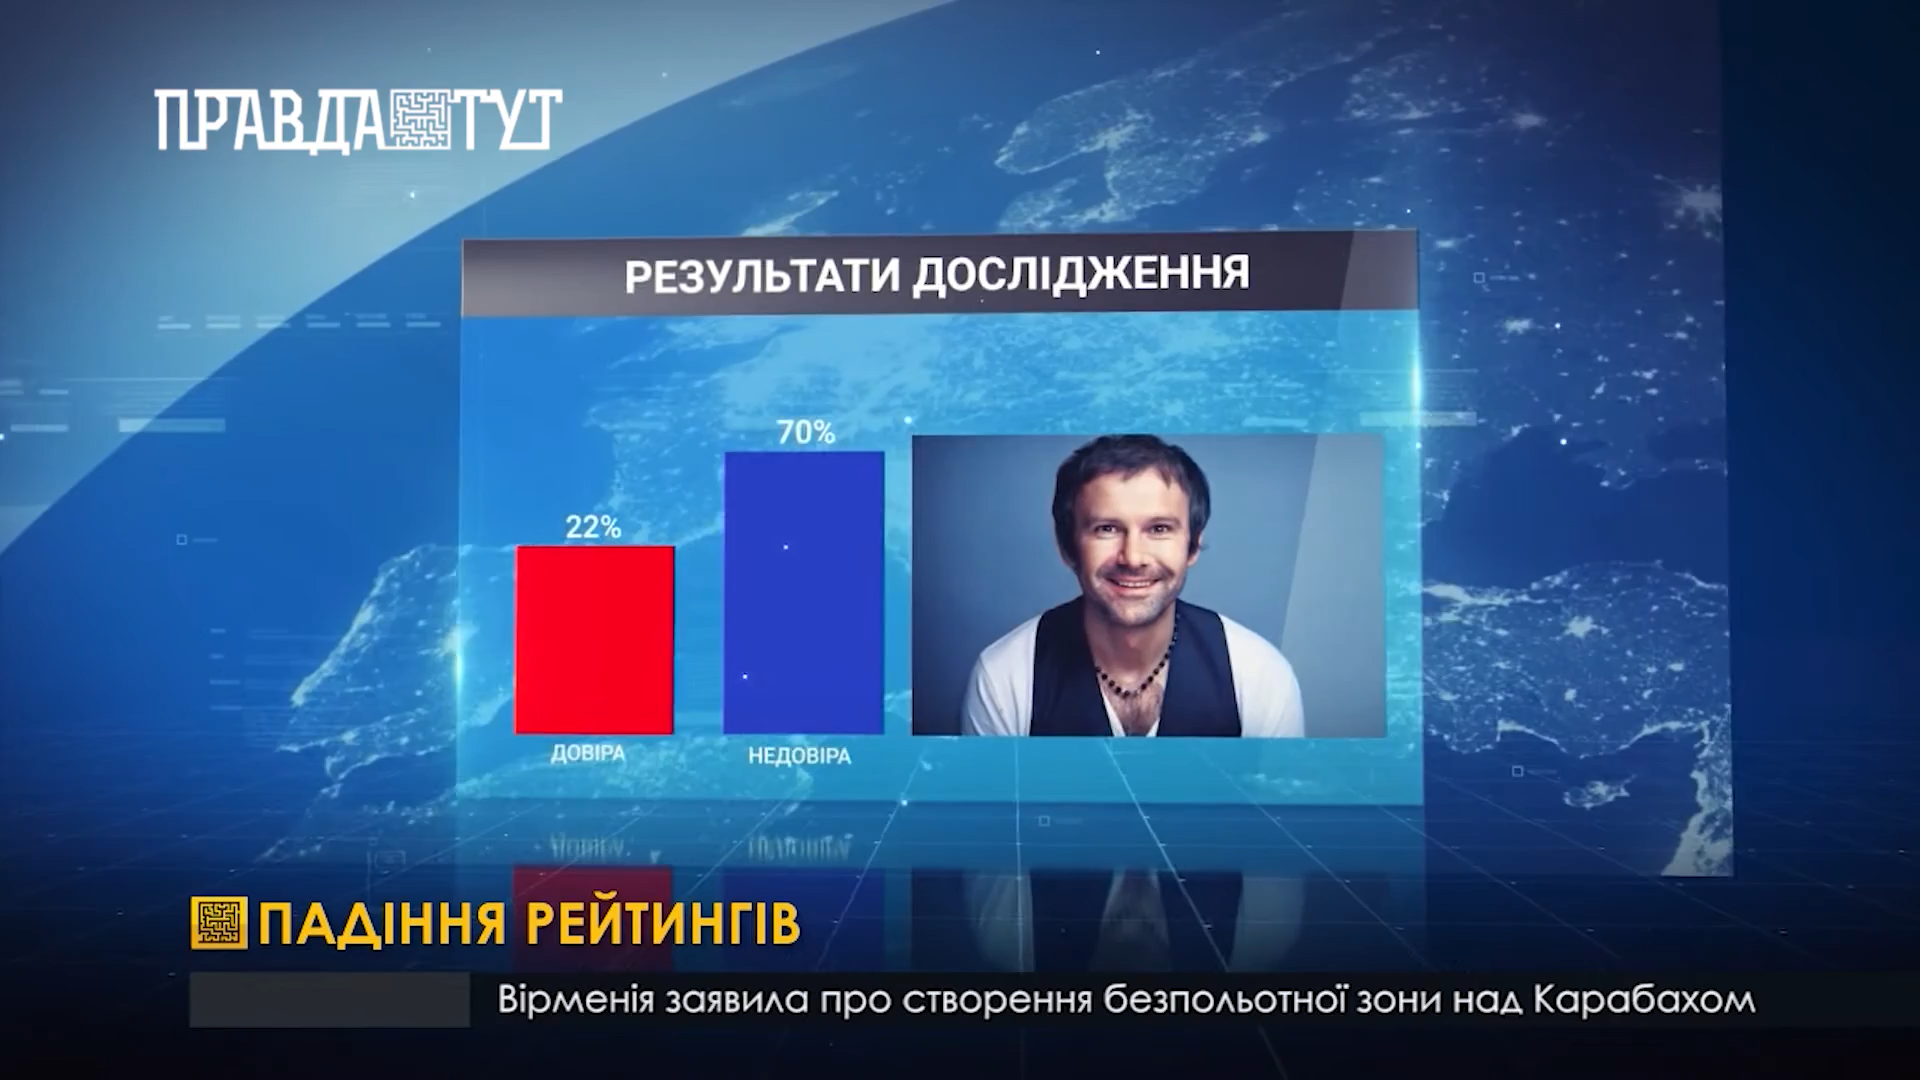 ПРАВДА ТУТ
РЕЗУЛЬТАТИ ДОСЛІДЖЕННЯ
70%
22%
ДОВІРА
НЕДОВІРА
ПАДІННЯ РЕЙТИНГІВ
Вірменія заявила про створення безпольотної зони над Карабахом